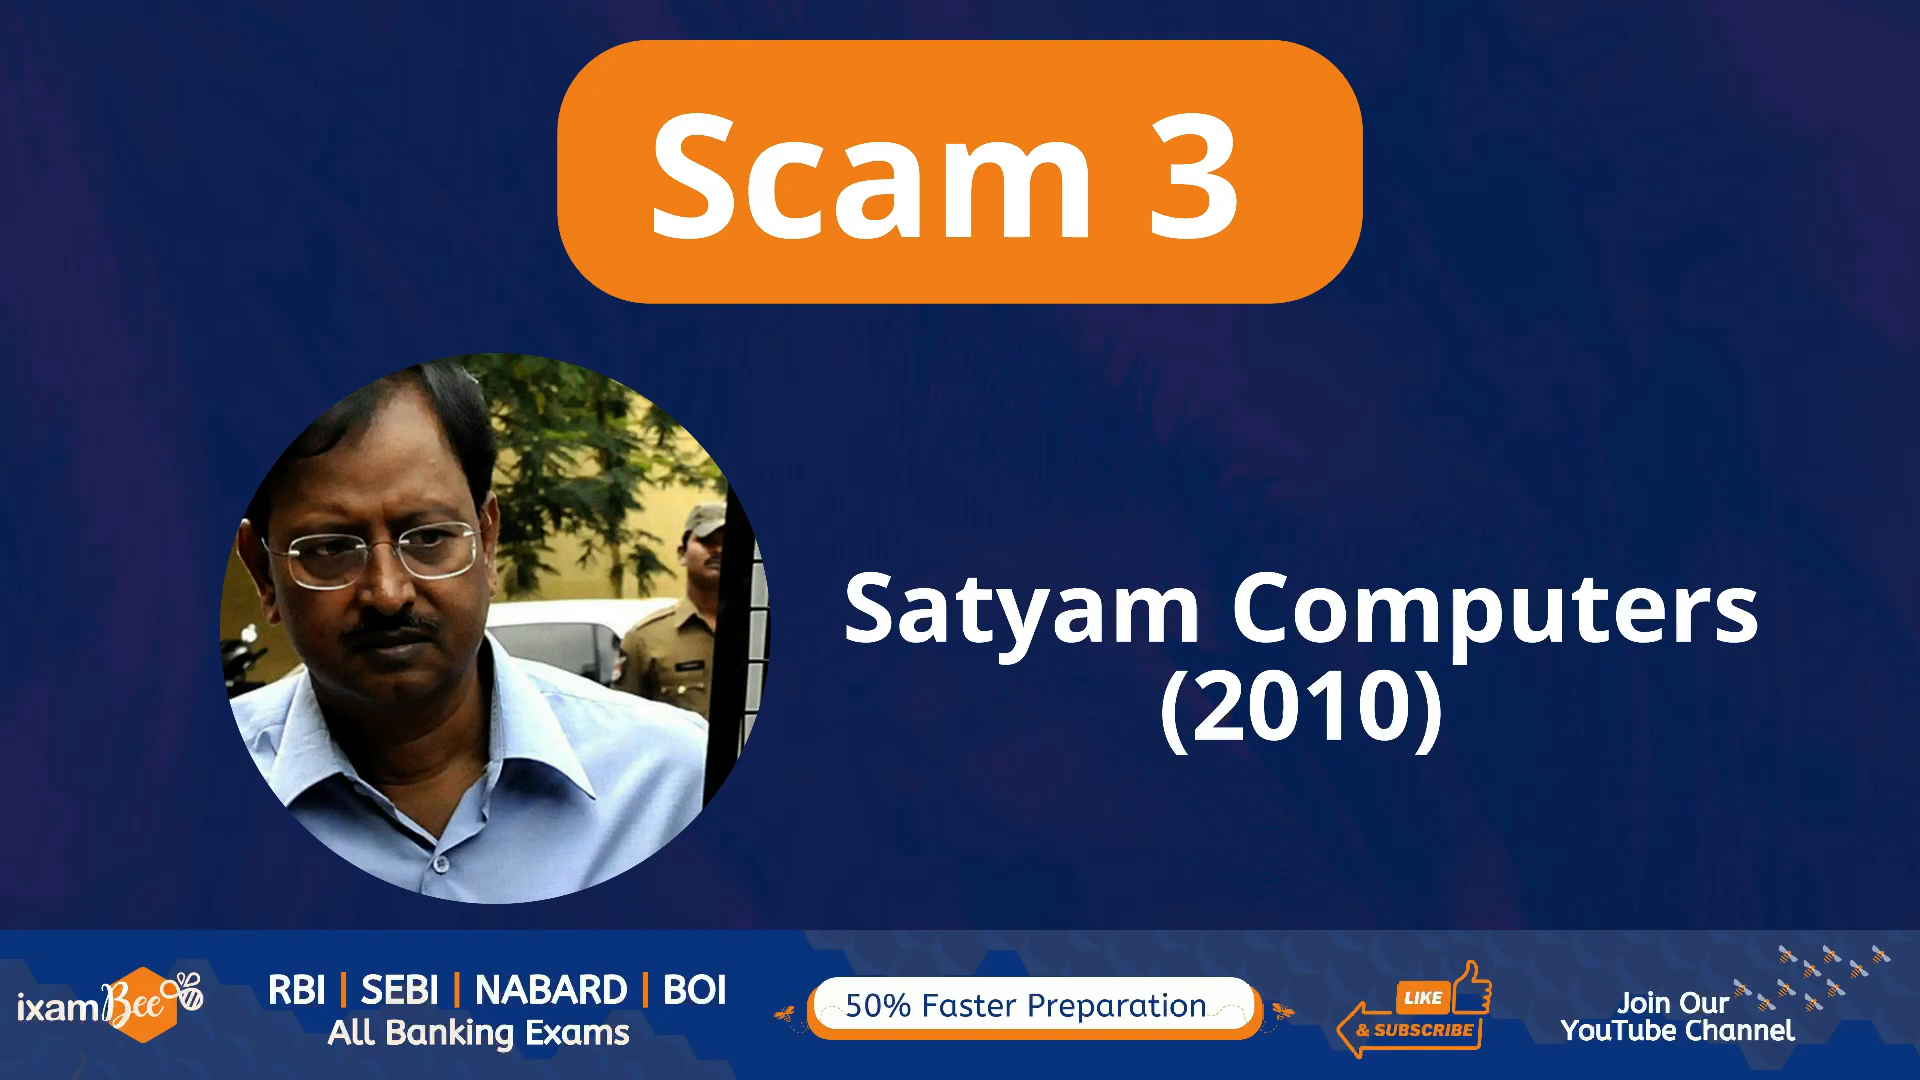 Scam 3
Satyam Computers
(2010)
ixamBee
RBI | SEBI | NABARD | BOI
All Banking Exams
50% Faster Preparation
LIKE
& SUBSCRIBE
Join Our
YouTube Channel